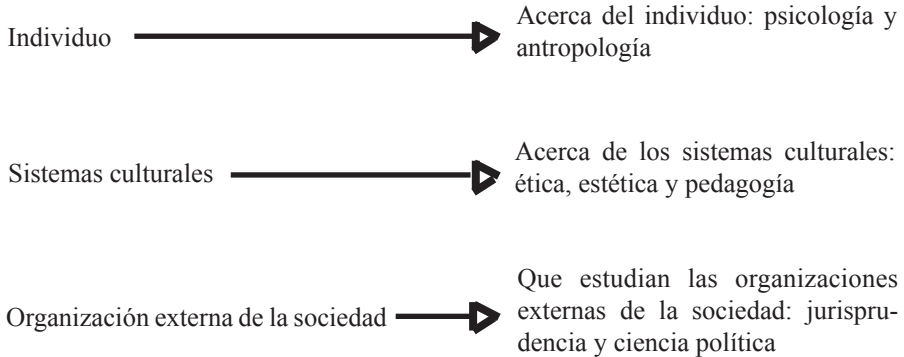 Individuo
Acerca del individuo: psicología y
antropología
Sistemas culturales
Acerca de los sistemas culturales:
ética, estética y pedagogía
Organización externa de la sociedad
Que estudian las organizaciones
externas de la sociedad: jurispru-
dencia y ciencia política